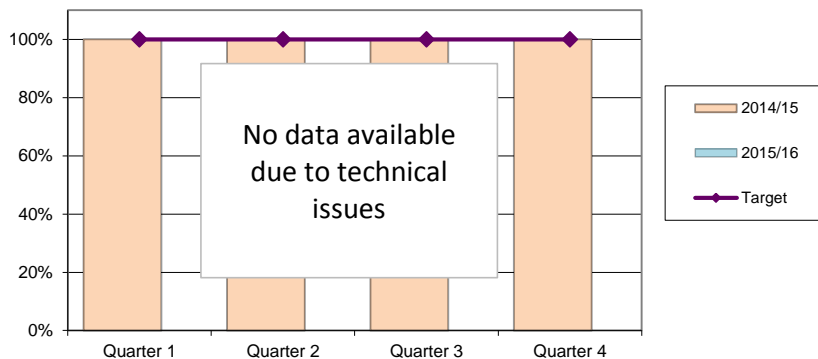 100%
80%
60%
40%
20%
0%
No data available
due to technical
issues
Quarter 1
Quarter 2
Quarter 3
Quarter 4
2014/15
2015/16
Target